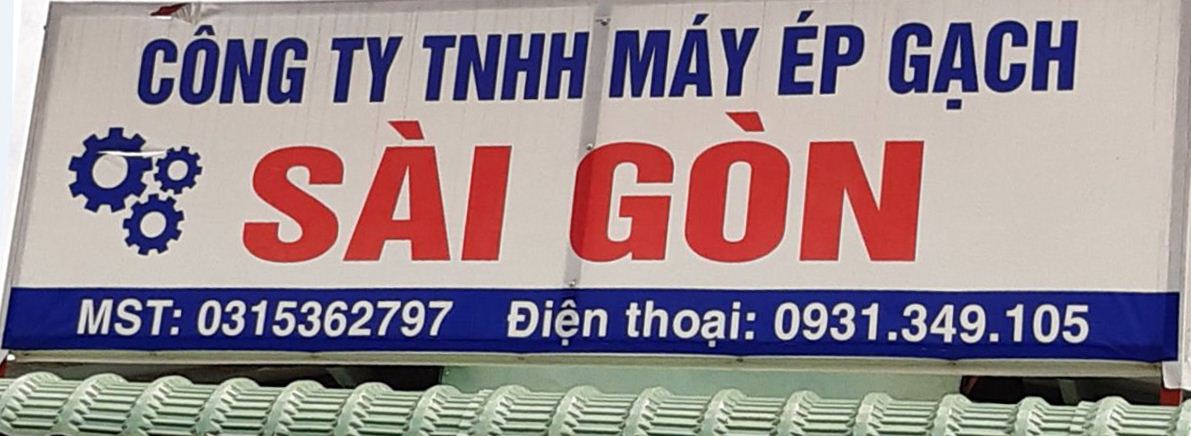 CÔNG TY TNHH MÁY ÉP GẠCH
SÀI GÒN
MST: 0315362797 Điện thoại: 0931.349.105